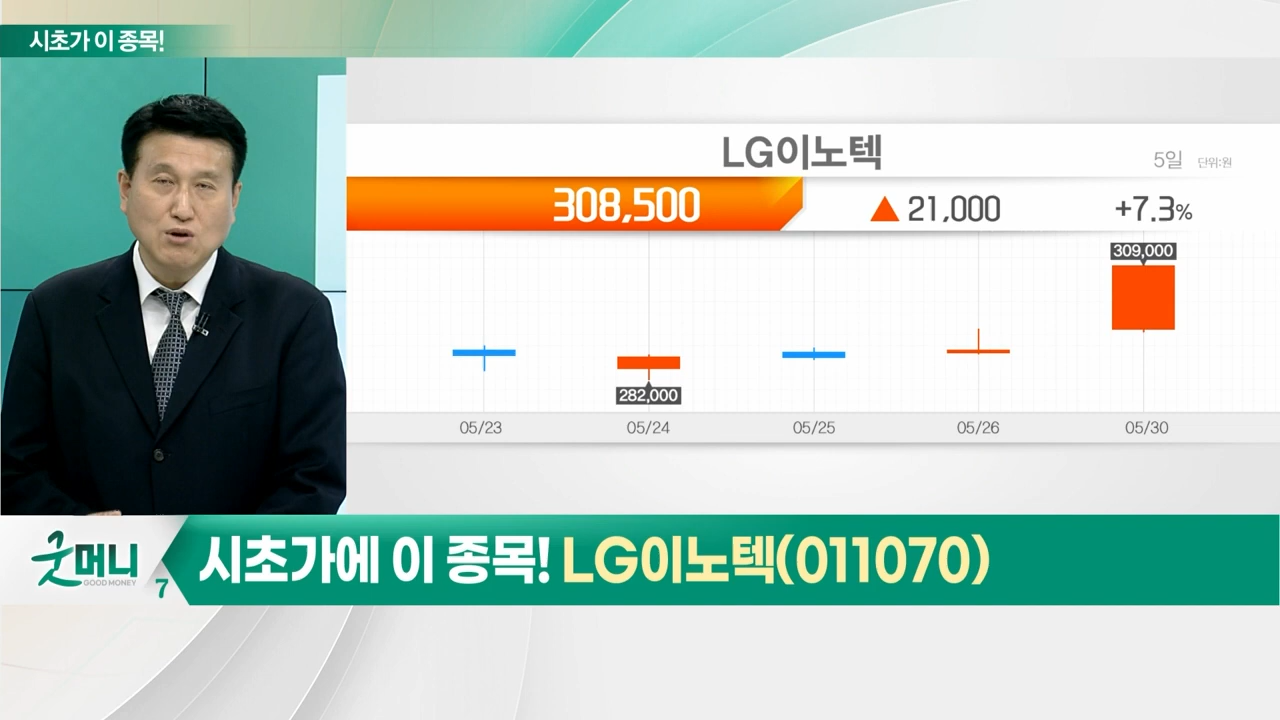 시초가 이 종목!
LG이노텍
5일 단위:원
308,500 ▲ 21,000 +7.3%
309,000
282,000
05/23 05/24 05/25 05/26 05/30
굿머니
GOOD MONEY
7
시초가에 이 종목! LG이노텍(011070)